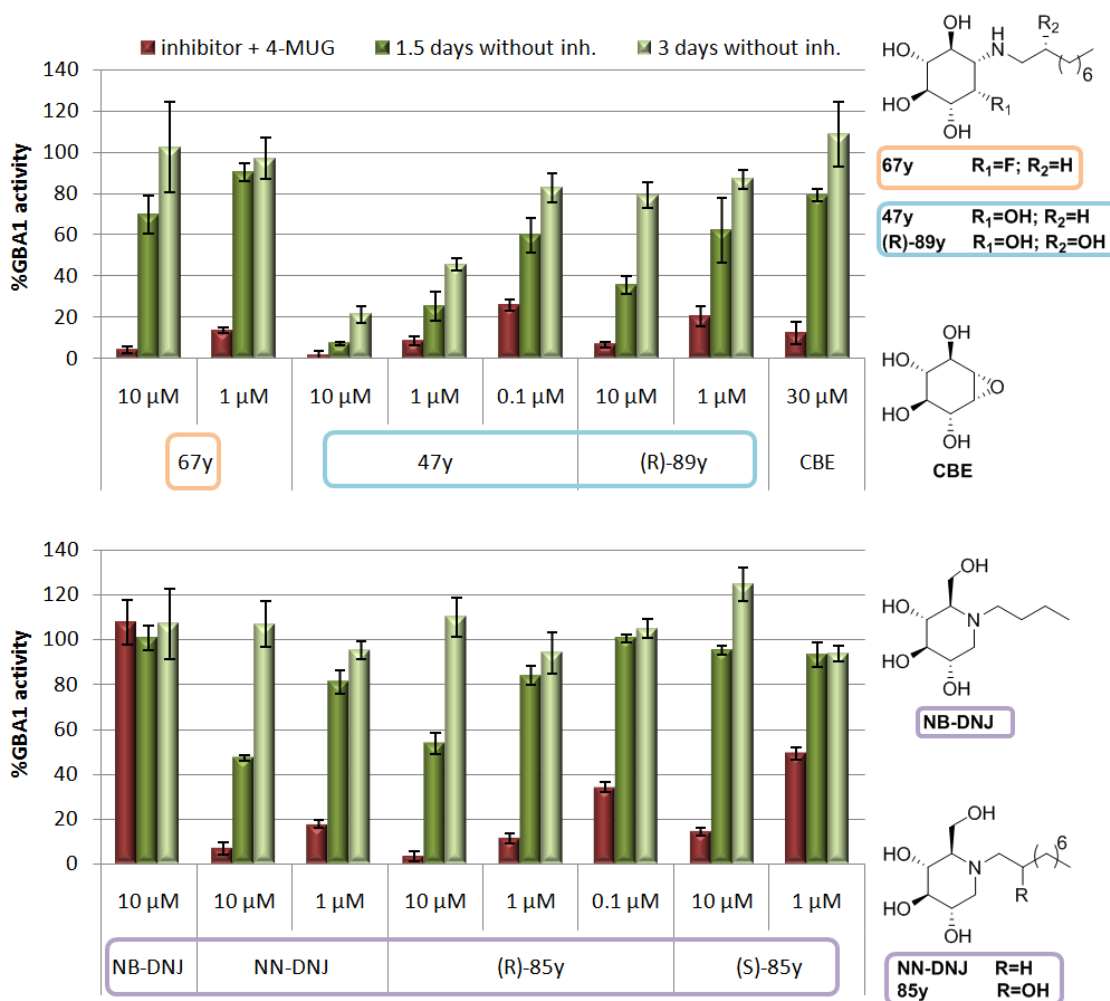 inhibitor + 4-MUG 1.5 days without inh. 3 days without inh.
%GBA1 activity
140
120
100
80
60
40
20
0
10 µM 1 µM 10 µM 1 µM 0.1 µM 10 µM 1 µM 30 µM
67y 47y (R)-89y CBE
OH R2
HO H
N
( )6
HO R1
OH
67y R1=F; R2=H
47y R1=OH; R2=H
(R)-89y R1=OH; R2=OH
OH
HO
O
HO
OH
CBE
%GBA1 activity
140
120
100
80
60
40
20
0
10 µM 10 µM 1 µM 10 µM 1 µM 0.1 µM 10 µM 1 µM
NB-DNJ NN-DNJ (R)-85y (S)-85y
OH
HO
N
HO
OH
NB-DNJ
OH
HO ( )6
N
HO R
OH
NN-DNJ R=H
85y R=OH